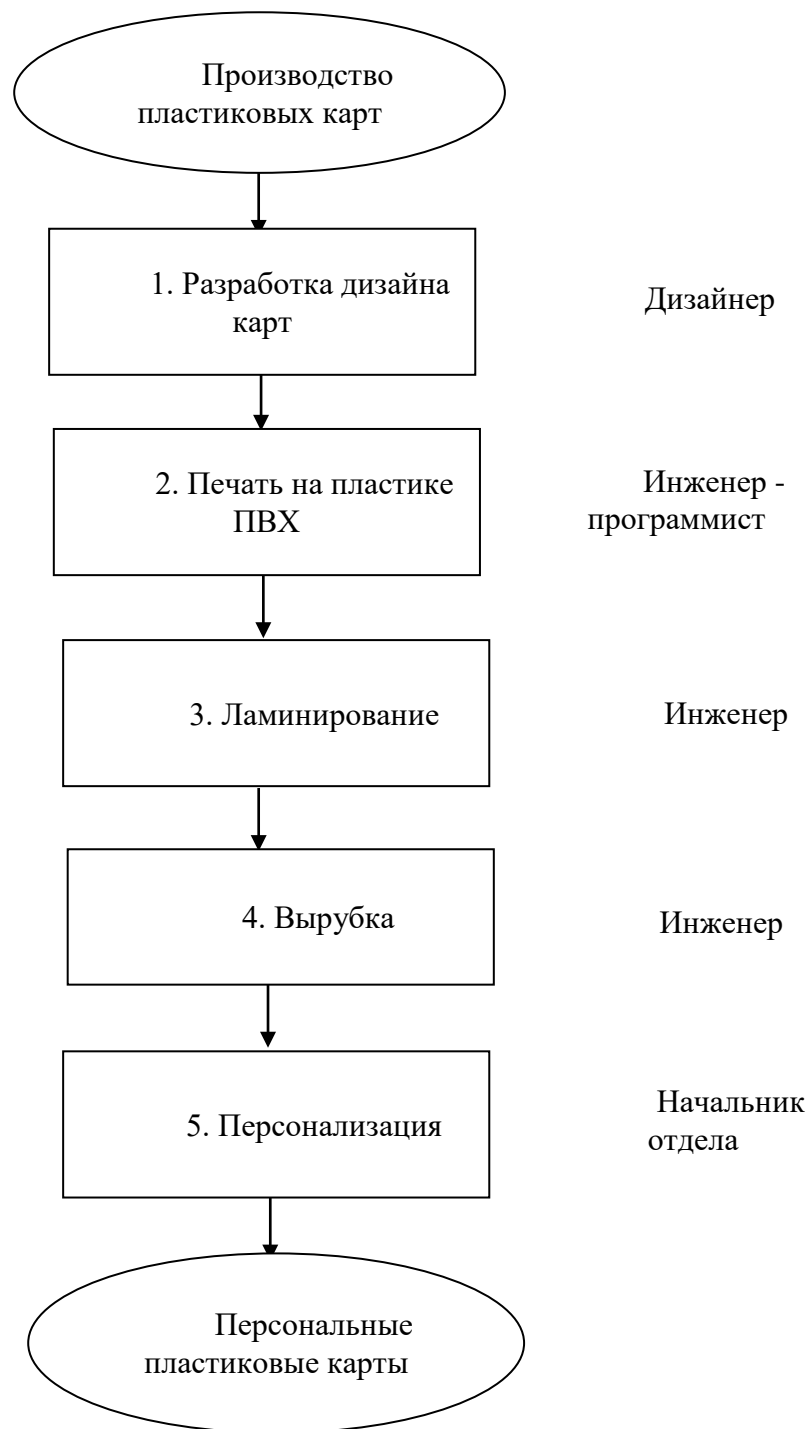 Производство
пластиковых карт
1. Разработка дизайна
карт
Дизайнер
2. Печать на пластике
ПВХ
Инженер -
программист
3. Ламинирование
Инженер
4. Вырубка
Инженер
5. Персонализация
Начальник
отдела
Персональные
пластиковые карты